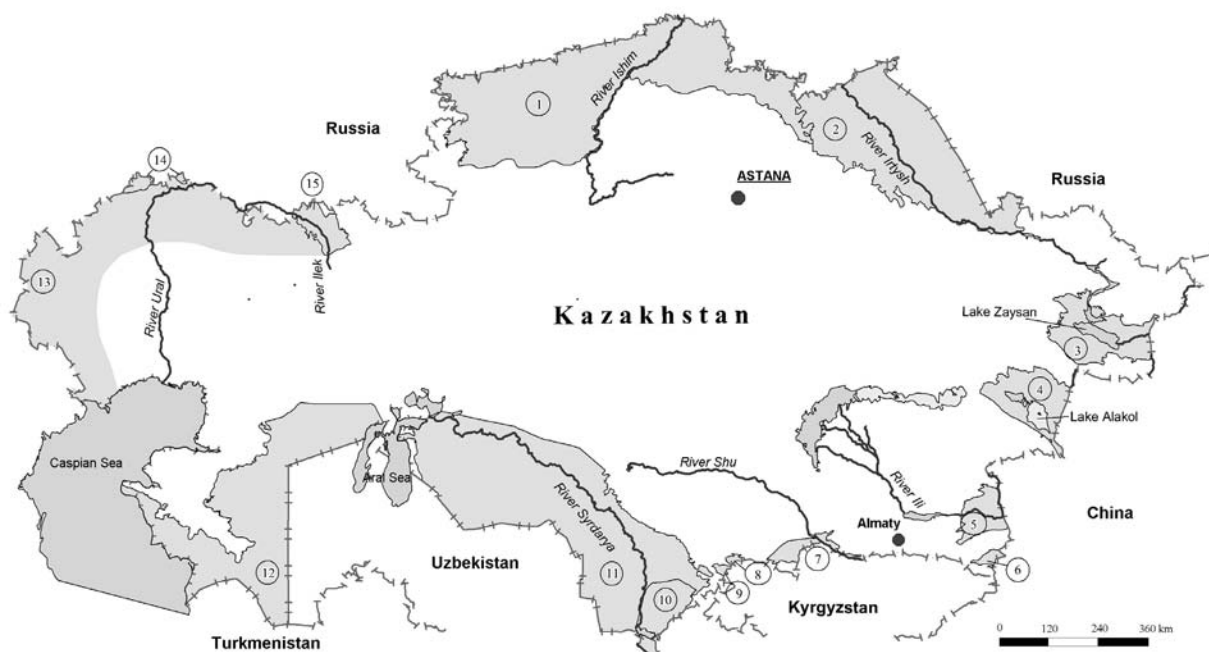 River Ishim
1
Russia
2
14
River Irtysh
15
ASTANA
Russia
13
River Ural
River Ilek
Kazakhstan
Lake Zaysan
3
4
Lake Alakol
Caspian Sea
Aral Sea
River Syrdarya
River Shu
River Ili
Almaty
5
China
Uzbekistan
12
11
10
9
8
7
6
Kyrgyzstan
Turkmenistan
0 120 240 360 km